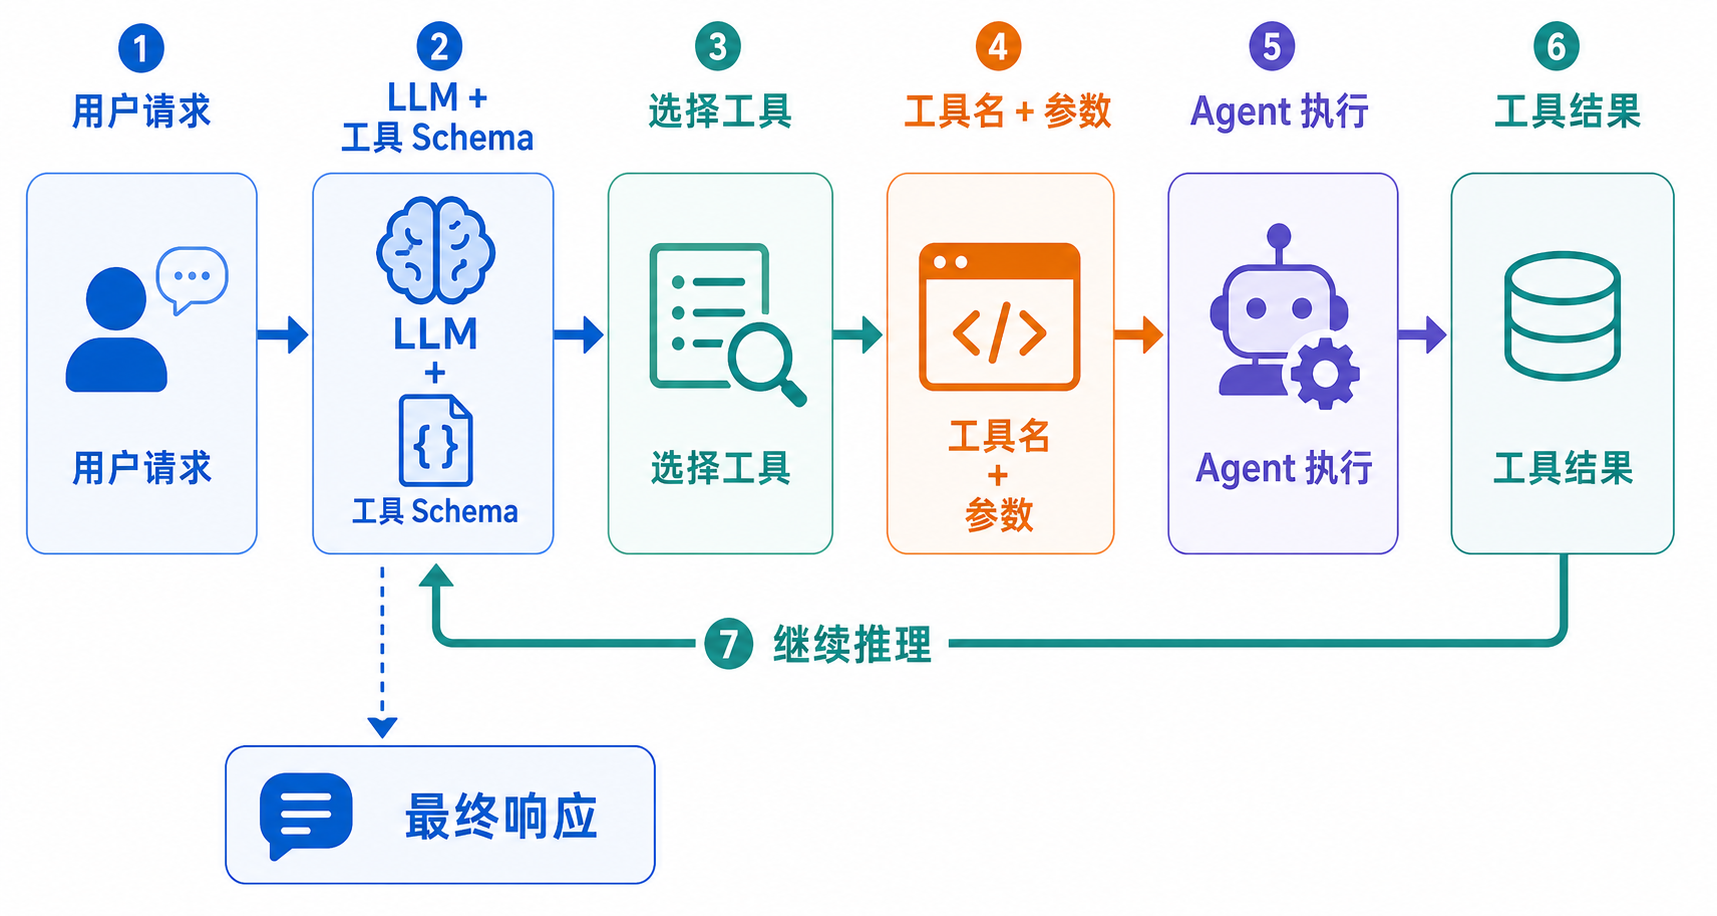 1
用户请求
2
LLM +
工具 Schema
3
选择工具
4
工具名 + 参数
5
Agent 执行
6
工具结果
用户请求
LLM
+
{ }
工具 Schema
选择工具
</>
工具名
+
参数
Agent 执行
工具结果
7 继续推理
最终响应